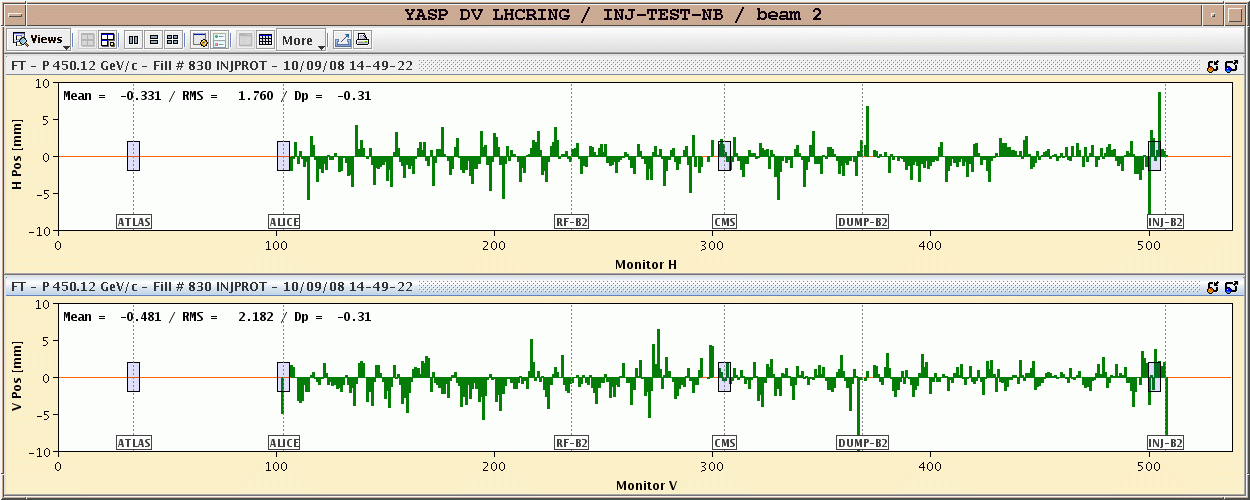 YASP DV LHCRING / INJ-TEST-NB / beam 2
Views More
FT - P 450.12 GeV/c - Fill # 830 INJPROT - 10/09/08 14-49-22
Mean = -0.331 / RMS = 1.760 / Dp = -0.31
H Pos [mm]
10
5
0
-5
-10
ATLAS ALICE RF-B2 CMS DUMP-B2 INJ-B2
0 100 200 300 400 500
Monitor H
FT - P 450.12 GeV/c - Fill # 830 INJPROT - 10/09/08 14-49-22
Mean = -0.481 / RMS = 2.182 / Dp = -0.31
V Pos [mm]
10
5
0
-5
-10
ATLAS ALICE RF-B2 CMS DUMP-B2 INJ-B2
0 100 200 300 400 500
Monitor V